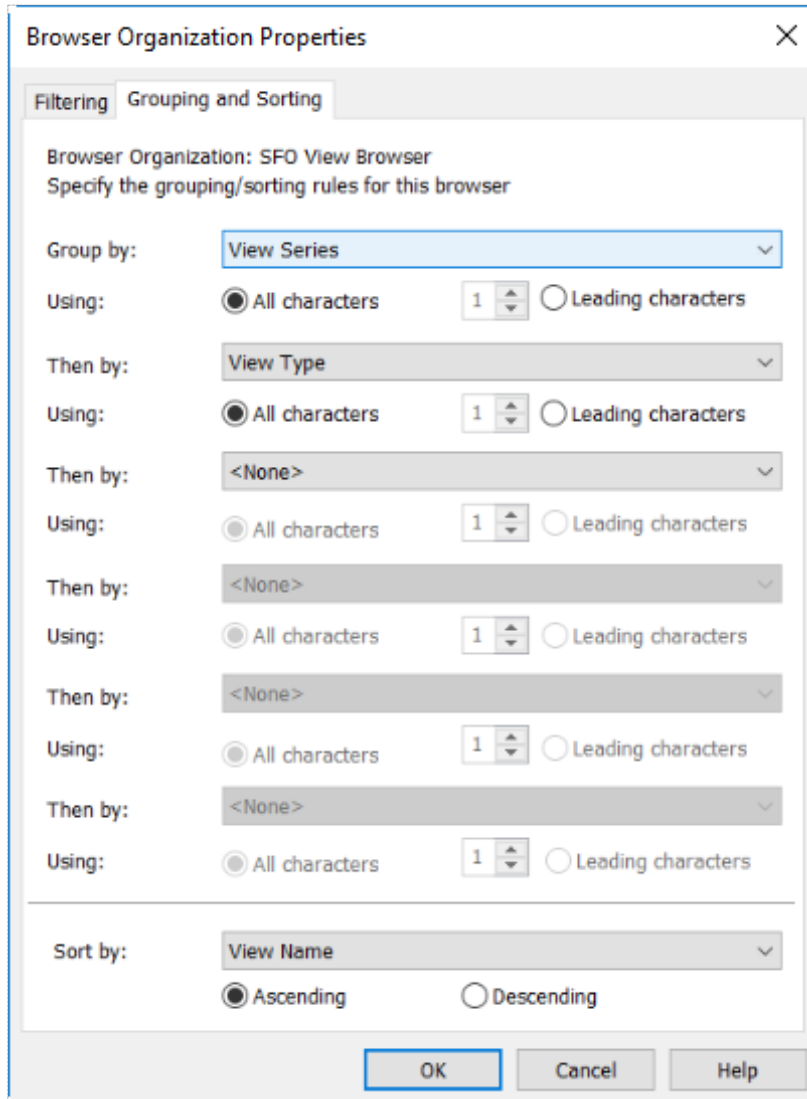 Browser Organization Properties
Filtering Grouping and Sorting
Browser Organization: SFO View Browser
Specify the grouping/sorting rules for this browser
Group by: View Series
Using: All characters 1 Leading characters
Then by: View Type
Using: All characters 1 Leading characters
Then by: <None>
Using: All characters 1 Leading characters
Then by: <None>
Using: All characters 1 Leading characters
Then by: <None>
Using: All characters 1 Leading characters
Then by: <None>
Using: All characters 1 Leading characters
Sort by: View Name
Ascending Descending
OK Cancel Help